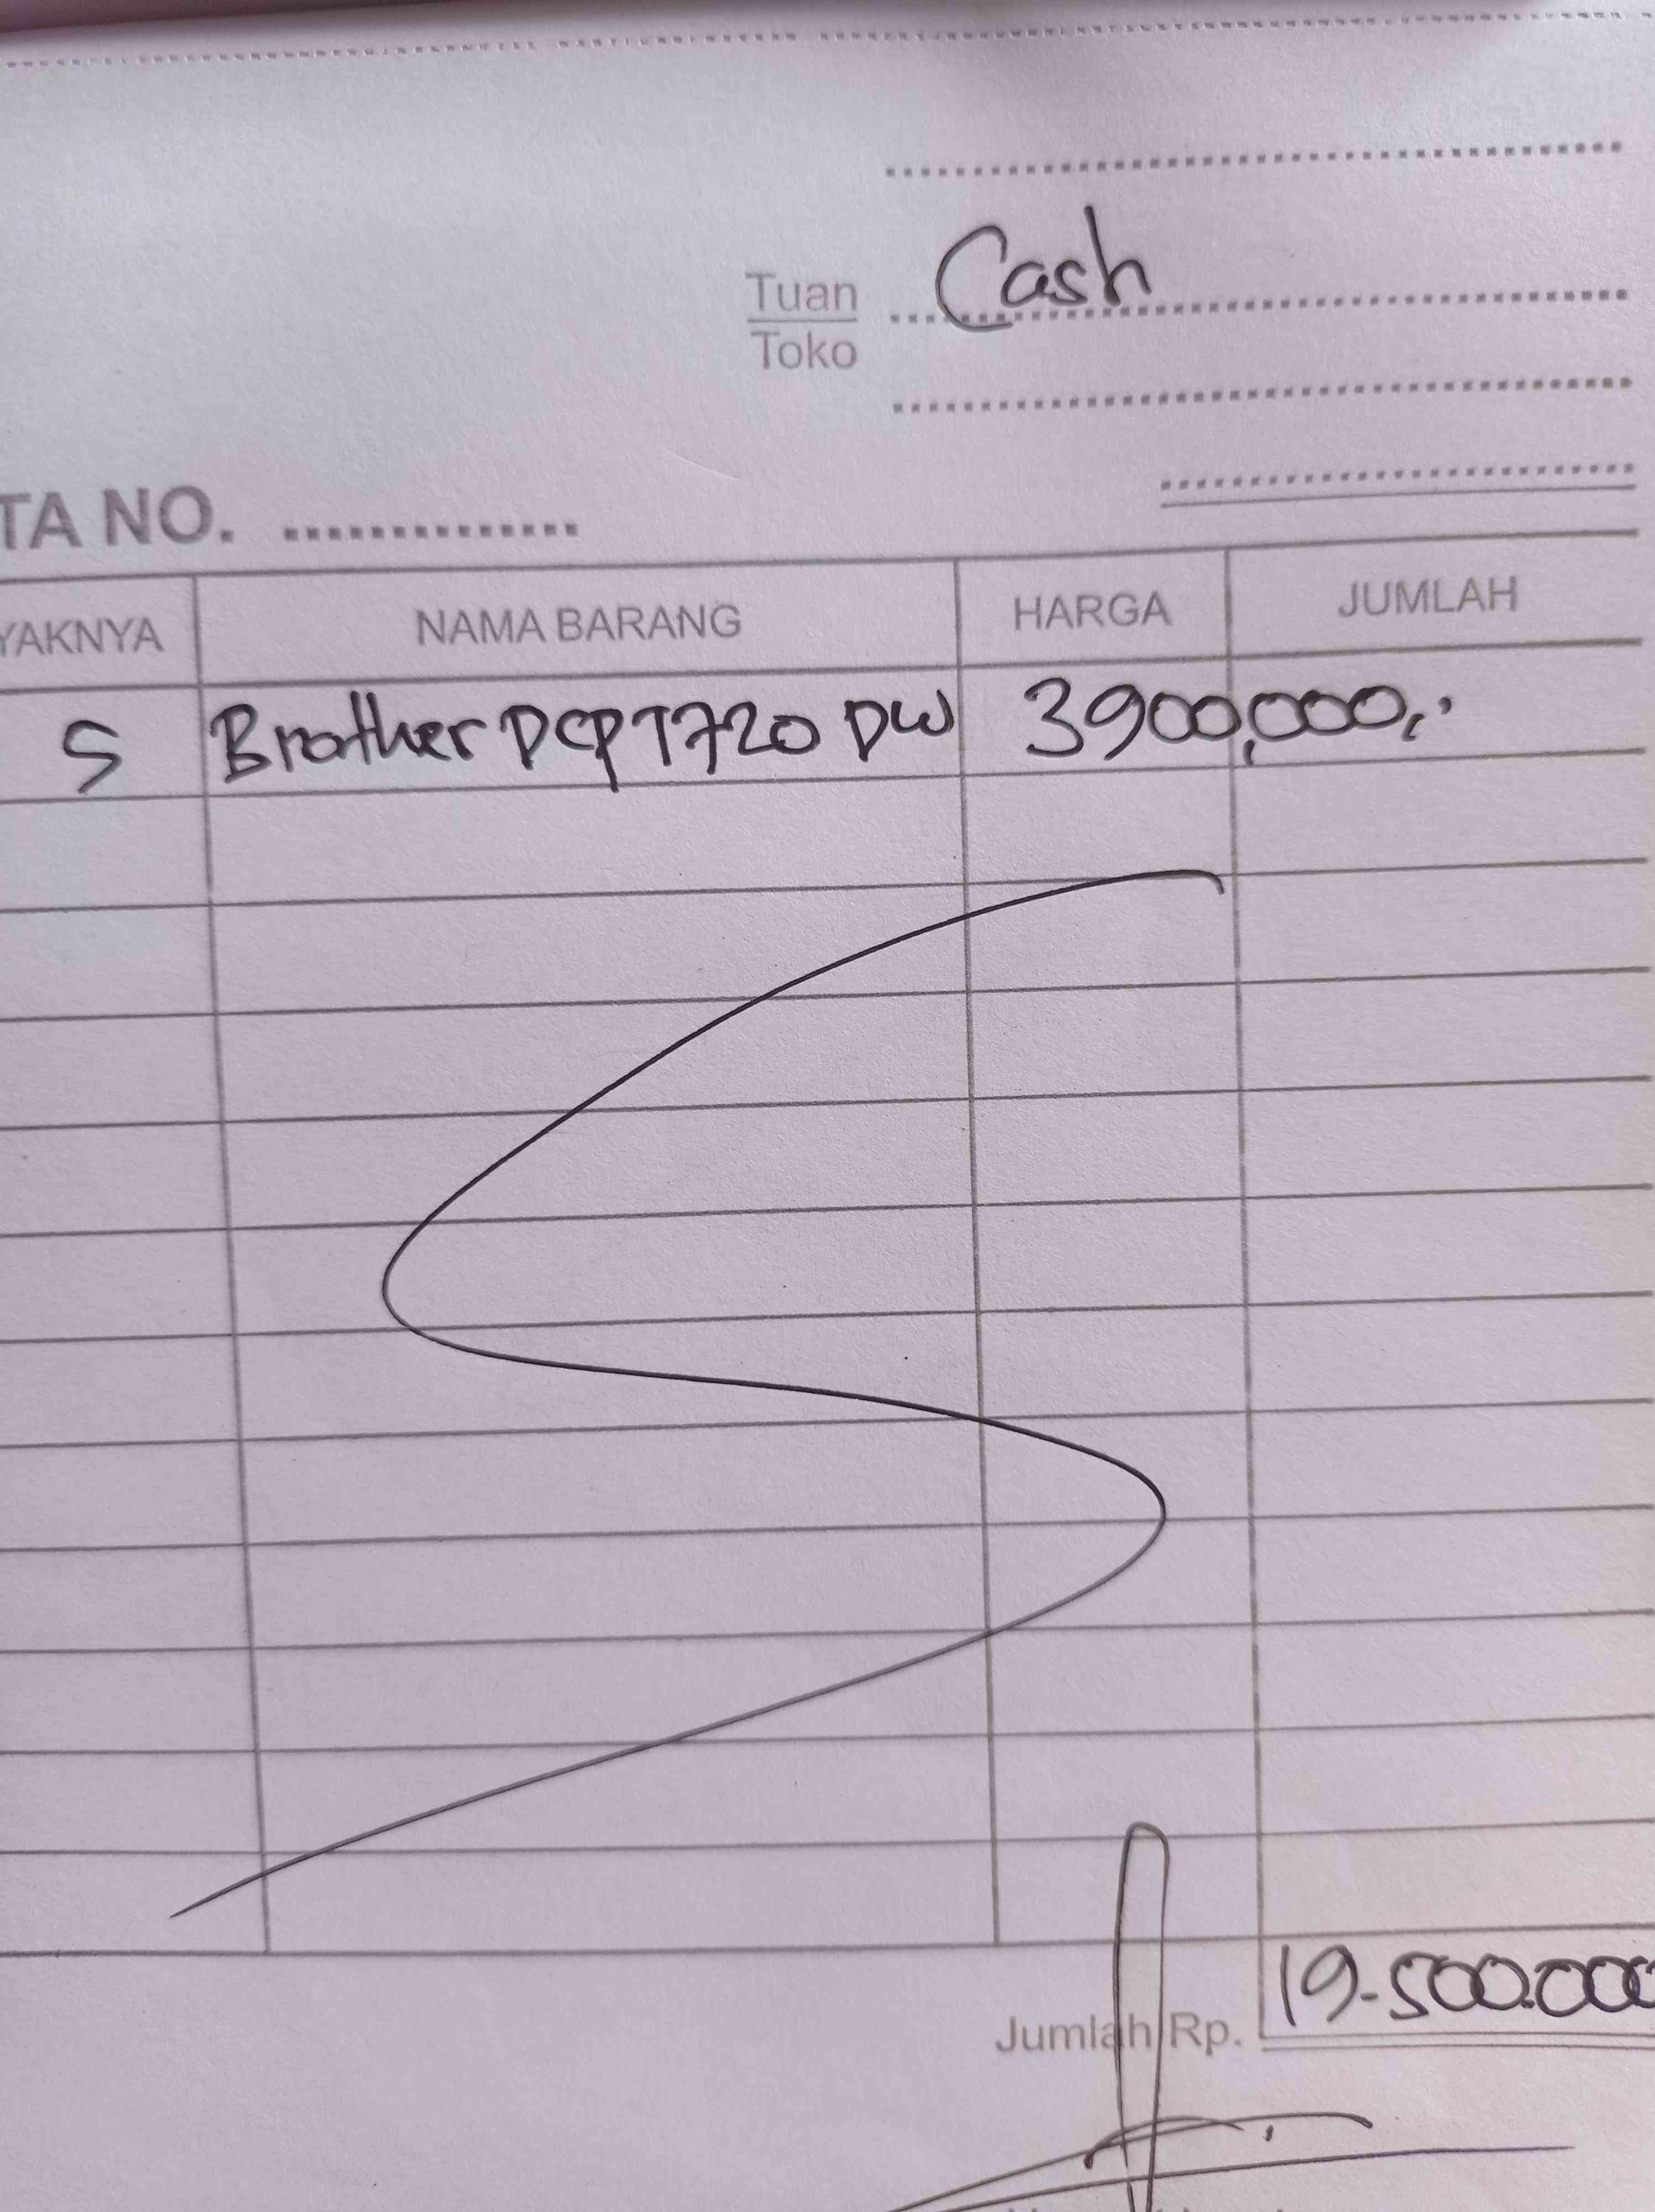 Cash
Tuan
Toko
TA NO. ..............
YAKNYA NAMA BARANG HARGA JUMLAH
5 Brother DCP T720 DW 3900,000,-
Jumlah Rp. 19.500.000